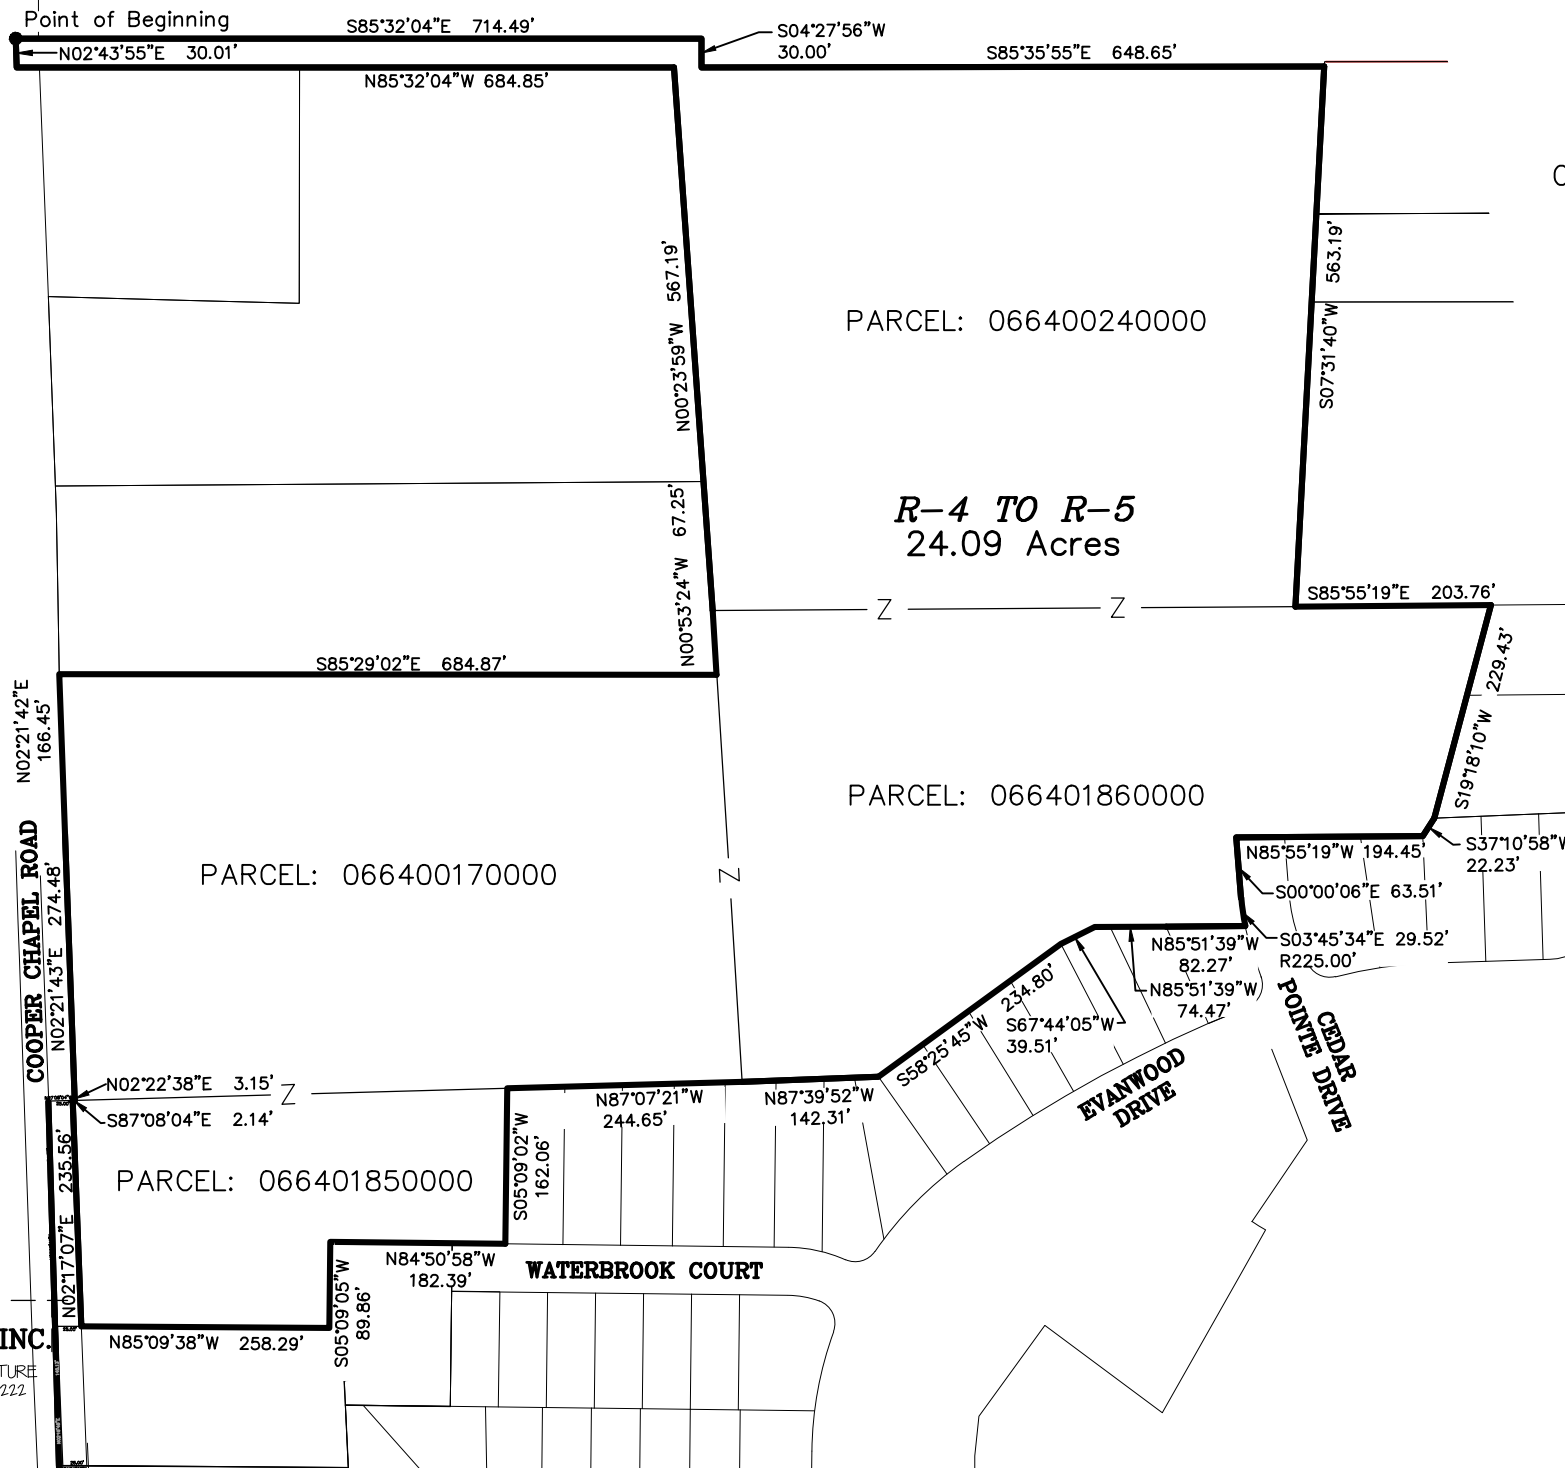 Point of Beginning
S85°32'04"E 714.49'
S04°27'56"W
30.00'
N02°43'55"E 30.01'
S85°35'55"E 648.65'
N85°32'04"W 684.85'
N00°23'59"W 567.19'
563.19'
S07°31'40"W
PARCEL: 066400240000
R-4 TO R-5
24.09 Acres
N00°53'24"W 67.25'
Z
Z
S85°55'19"E 203.76'
S85°29'02"E 684.87'
S19°18'10"W 229.43'
N02°21'42"E
166.45'
PARCEL: 066401860000
PARCEL: 066400170000
Z
N85°55'19"W 194.45'
S37°10'58"W
22.23'
S00°00'06"E 63.51'
S03°45'34"E 29.52'
R225.00'
COOPER CHAPEL ROAD
N02°21'43"E 274.48'
N85°51'39"W
82.27'
N85°51'39"W
74.47'
S67°44'05"W
39.51'
S58°25'45"W 234.80'
EVANWOOD
DRIVE
CEDAR
POINTE DRIVE
N02°22'38"E 3.15'
Z
S87°08'04"E 2.14'
N87°07'21"W
244.65'
N87°39'52"W
142.31'
S05°09'02"W
162.06'
PARCEL: 066401850000
N02°17'07"E 235.56'
N84°50'58"W
182.39'
WATERBROOK COURT
S05°09'05"W
89.86'
N85°09'38"W 258.29'
INC.
TURE
222